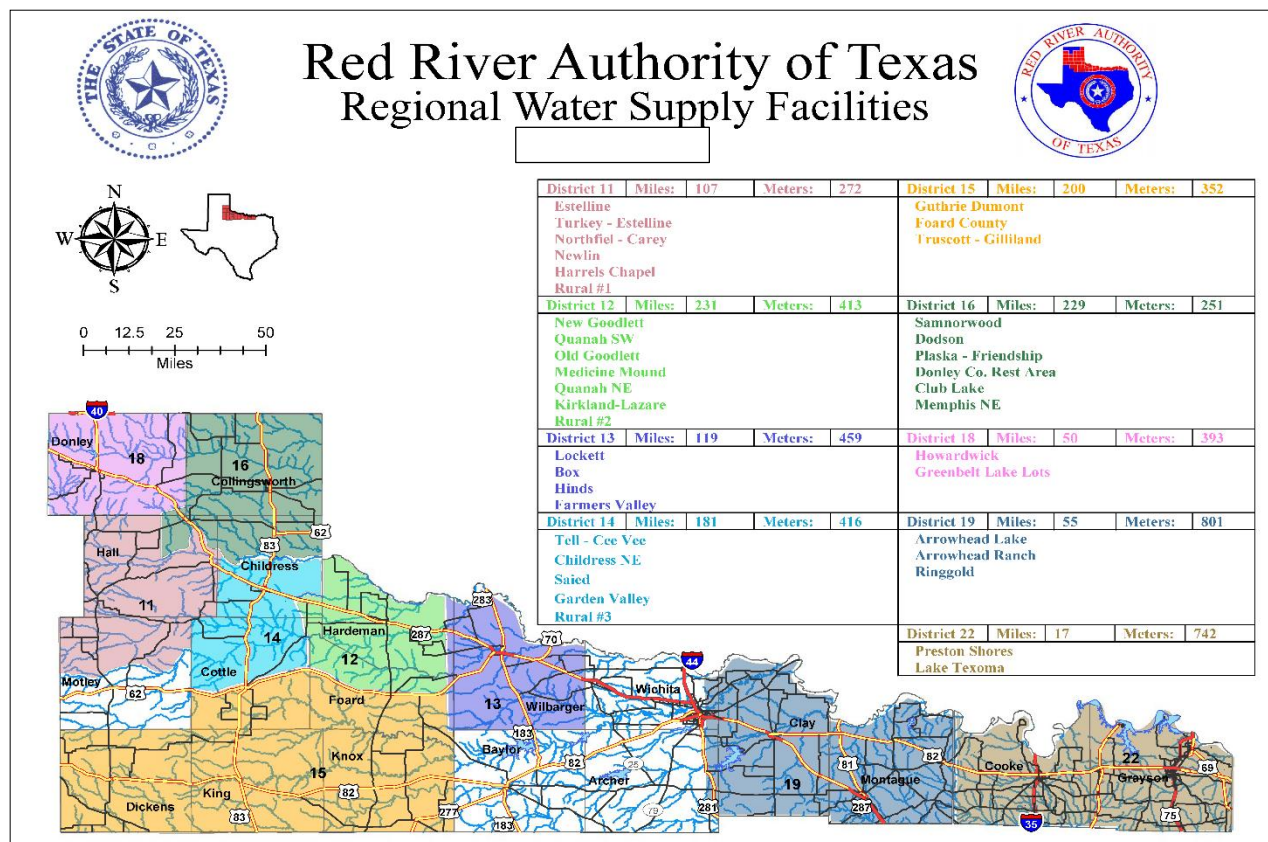 THE STATE OF TEXAS
Red River Authority of Texas
Regional Water Supply Facilities
RED RIVER AUTHORITY
OF TEXAS
N
W E
S
0 12.5 25 50
Miles
District 11 Miles: 107 Meters: 272
Estelline
Turkey - Estelline
Northfiel - Carey
Newlin
Harrels Chapel
Rural #1
District 12 Miles: 231 Meters: 413
New Goodlett
Quanah SW
Old Goodlett
Medicine Mound
Quanah NE
Kirkland-Lazare
Rural #2
District 13 Miles: 119 Meters: 459
Lockett
Box
Hinds
Farmers Valley
District 14 Miles: 181 Meters: 416
Tell - Cee Vee
Childress NE
Saied
Garden Valley
Rural #3
District 15 Miles: 200 Meters: 352
Guthrie Dumont
Foard County
Truscott - Gilliland
District 16 Miles: 229 Meters: 251
Samnorwood
Dodson
Plaska - Friendship
Donley Co. Rest Area
Club Lake
Memphis NE
District 18 Miles: 50 Meters: 393
Howardwick
Greenbelt Lake Lots
District 19 Miles: 55 Meters: 801
Arrowhead Lake
Arrowhead Ranch
Ringgold
District 22 Miles: 17 Meters: 742
Preston Shores
Lake Texoma
40
Donley
18
16
Collingsworth
62
83
Hall
Childress
11
14
Hardeman
12
287
283
70
Motley
62
Cottle
Foard
13
Wilbarger
183
Wichita
44
Clay
19
81
82
Montague
287
Cooke
35
22
Grayson
69
75
Dickens
King
83
15
Knox
82
277
Baylor
183
82
25
Archer
79
281